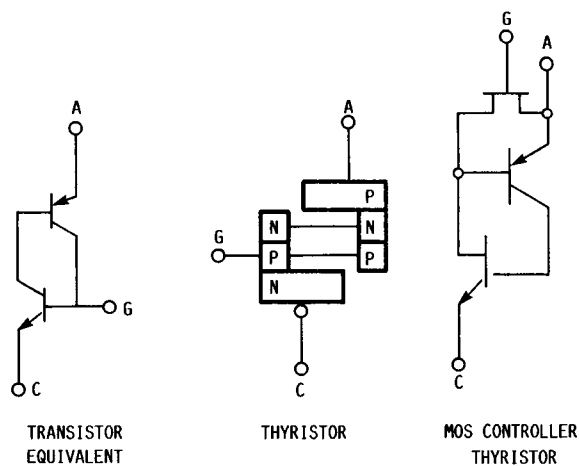 G
A
A
A
P
N
N
G
P
P
N
G
C
C
C
TRANSISTOR
EQUIVALENT
THYRISTOR
MOS CONTROLLER
THYRISTOR